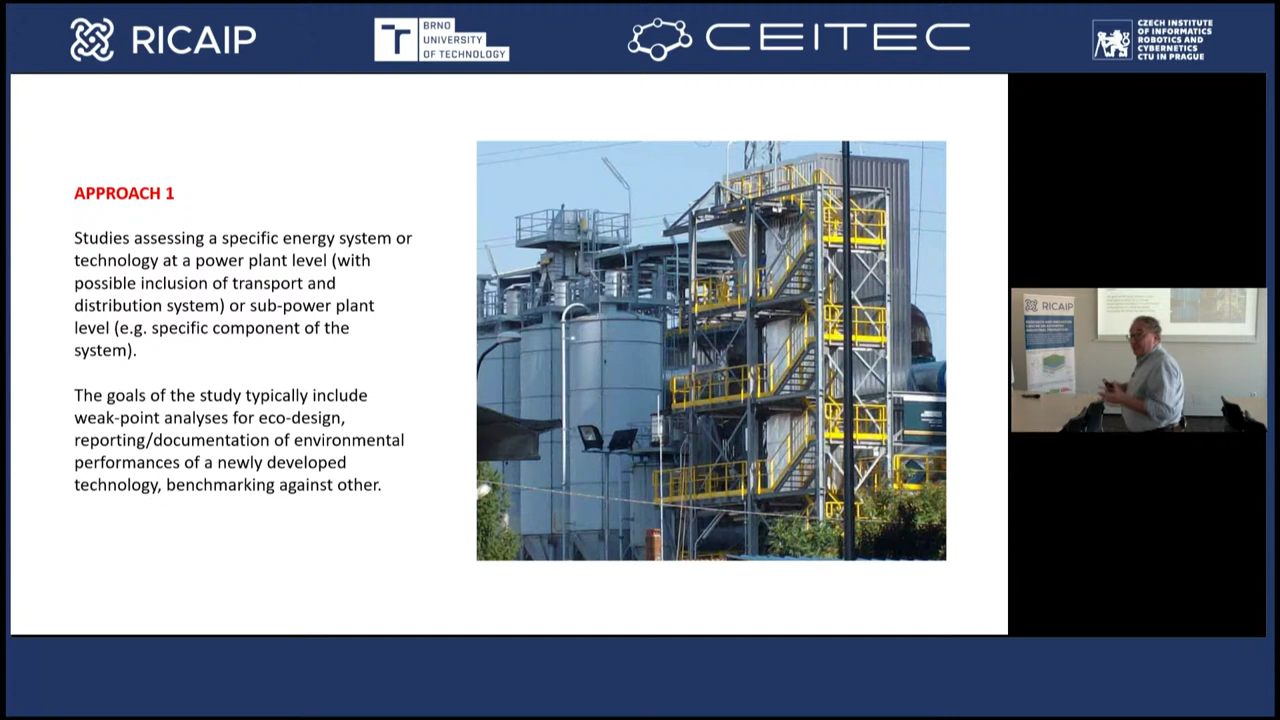 RICAIP
BRNO
UNIVERSITY
OF TECHNOLOGY
CEITEC
CZECH INSTITUTE
OF INFORMATICS
ROBOTICS AND
CYBERNETICS
CTU IN PRAGUE
APPROACH 1
Studies assessing a specific energy system or
technology at a power plant level (with
possible inclusion of transport and
distribution system) or sub-power plant
level (e.g. specific component of the
system).
The goals of the study typically include
weak-point analyses for eco-design,
reporting/documentation of environmental
performances of a newly developed
technology, benchmarking against other.
RICAIP